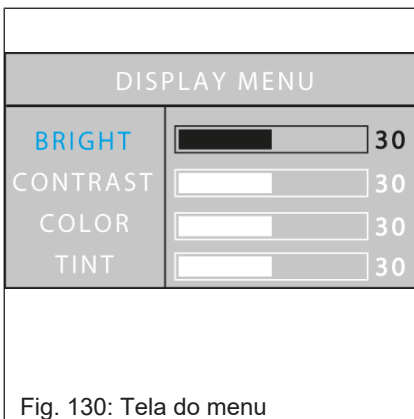 DISPLAY MENU
BRIGHT 30
CONTRAST 30
COLOR 30
TINT 30
Fig. 130: Tela do menu